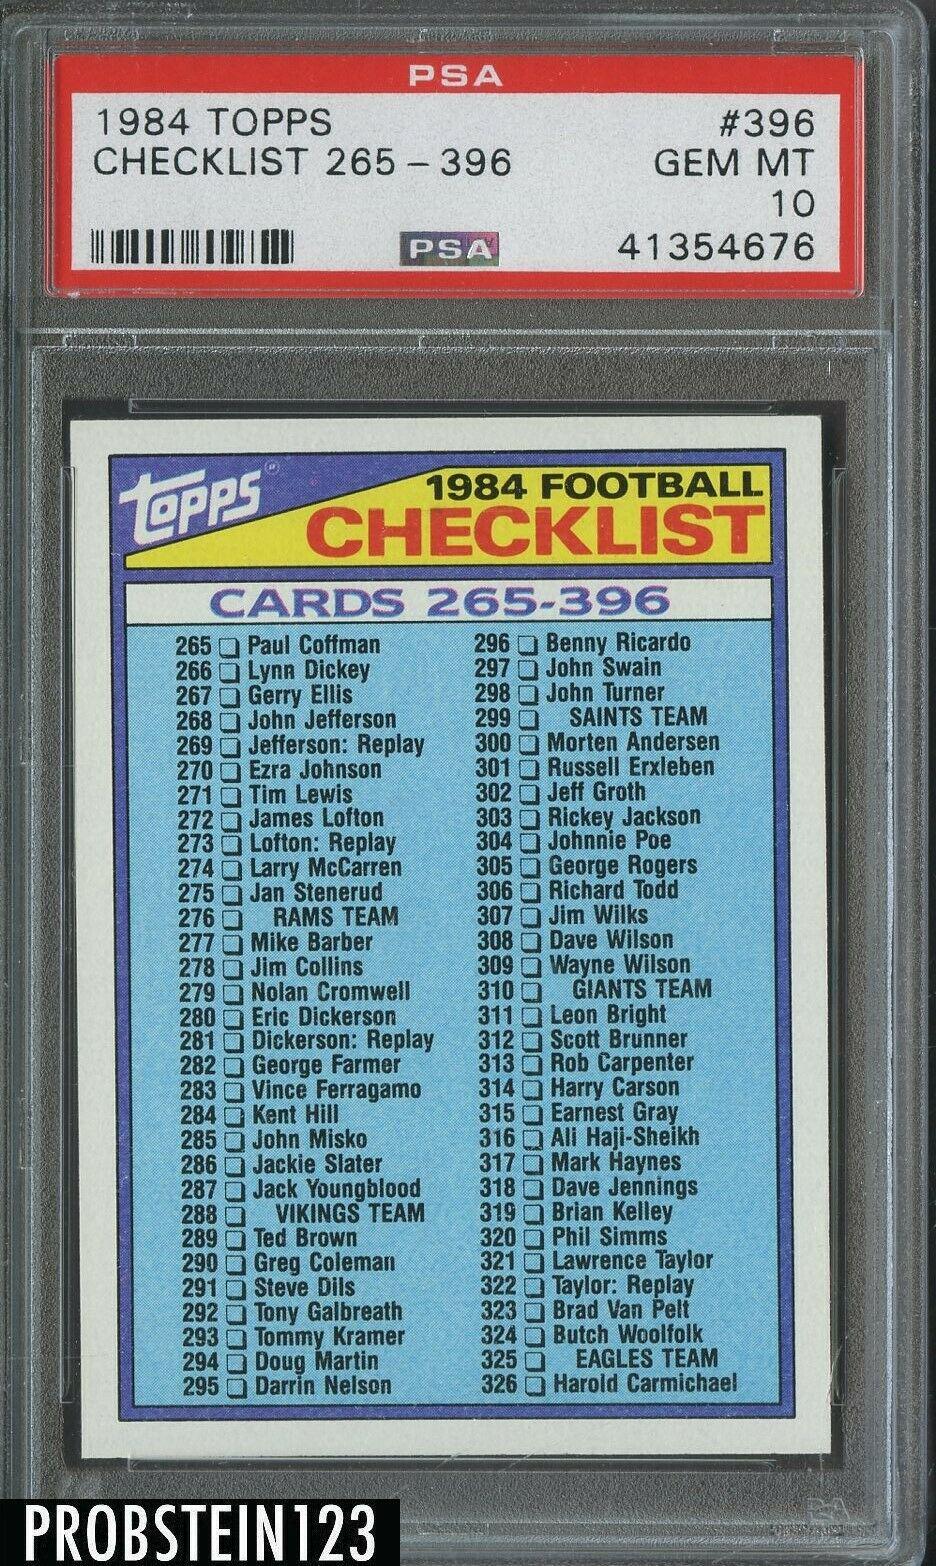 PSA
1984 TOPPS #396
CHECKLIST 265 - 396 GEM MT
10
PSA 41354676
Topps®
1984 FOOTBALL
CHECKLIST
CARDS 265-396
265 Paul Coffman
266 Lynn Dickey
267 Gerry Ellis
268 John Jefferson
269 Jefferson: Replay
270 Ezra Johnson
271 Tim Lewis
272 James Lofton
273 Lofton: Replay
274 Larry McCarren
275 Jan Stenerud
276 RAMS TEAM
277 Mike Barber
278 Jim Collins
279 Nolan Cromwell
280 Eric Dickerson
281 Dickerson: Replay
282 George Farmer
283 Vince Ferragamo
284 Kent Hill
285 John Misko
286 Jackie Slater
287 Jack Youngblood
288 VIKINGS TEAM
289 Ted Brown
290 Greg Coleman
291 Steve Dils
292 Tony Galbreath
293 Tommy Kramer
294 Doug Martin
295 Darrin Nelson
296 Benny Ricardo
297 John Swain
298 John Turner
299 SAINTS TEAM
300 Morten Andersen
301 Russell Erxleben
302 Jeff Groth
303 Rickey Jackson
304 Johnnie Poe
305 George Rogers
306 Richard Todd
307 Jim Wilks
308 Dave Wilson
309 Wayne Wilson
310 GIANTS TEAM
311 Leon Bright
312 Scott Brunner
313 Rob Carpenter
314 Harry Carson
315 Earnest Gray
316 Ali Haji-Sheikh
317 Mark Haynes
318 Dave Jennings
319 Brian Kelley
320 Phil Simms
321 Lawrence Taylor
322 Taylor: Replay
323 Brad Van Pelt
324 Butch Woolfolk
325 EAGLES TEAM
326 Harold Carmichael
PROBSTEIN123